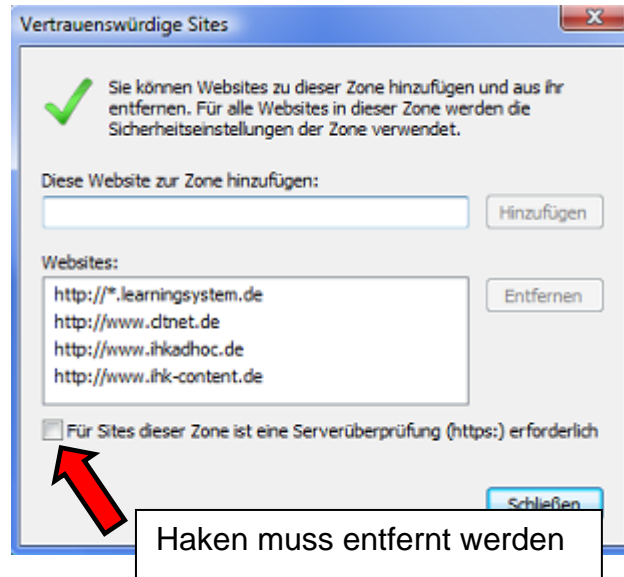 Vertrauenswürdige Sites
Sie können Websites zu dieser Zone hinzufügen und aus ihr
entfernen. Für alle Websites in dieser Zone werden die
Sicherheitseinstellungen der Zone verwendet.
Diese Website zur Zone hinzufügen:
Hinzufügen
Websites:
http://*.learningsystem.de
http://www.cltnet.de
http://www.ihkadhoc.de
http://www.ihk-content.de
Entfernen
Für Sites dieser Zone ist eine Serverüberprüfung (https:) erforderlich
Schließen
Haken muss entfernt werden